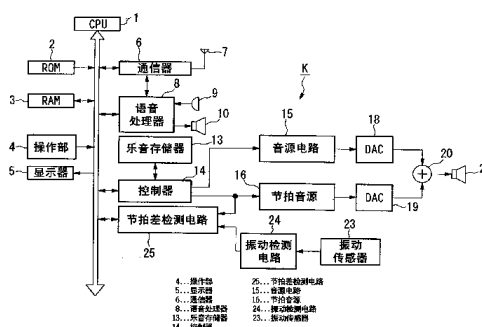 CPU
1
2
ROM
6
通信器
7
K
3
RAM
8
语音
处理器
9
10
15
18
乐音存储器
13
音源电路
DAC
20
4
操作部
14
5
显示器
控制器
16
节拍音源
DAC
19
节拍差检测电路
25
24
振动检测
电路
23
振动
传感器
4...操作部
5...显示器
6...通信器
8...语音处理器
13...乐音存储器
14...控制器
25...节拍差检测电路
15...音源电路
16...节拍音源
24...振动检测电路
23...振动传感器